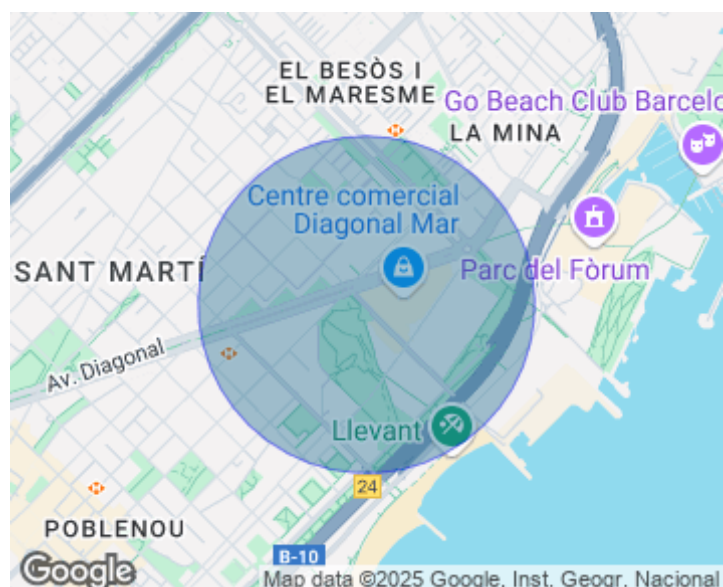 EL BESÒS I
EL MARESME
Go Beach Club Barcelo
LA MINA
Centre comercial
Diagonal Mar
SANT MARTÍ
Parc del Fòrum
Av. Diagonal
Llevant
24
POBLENOU
B-10
Google
Map data ©2025 Google, Inst. Geogr. Nacional